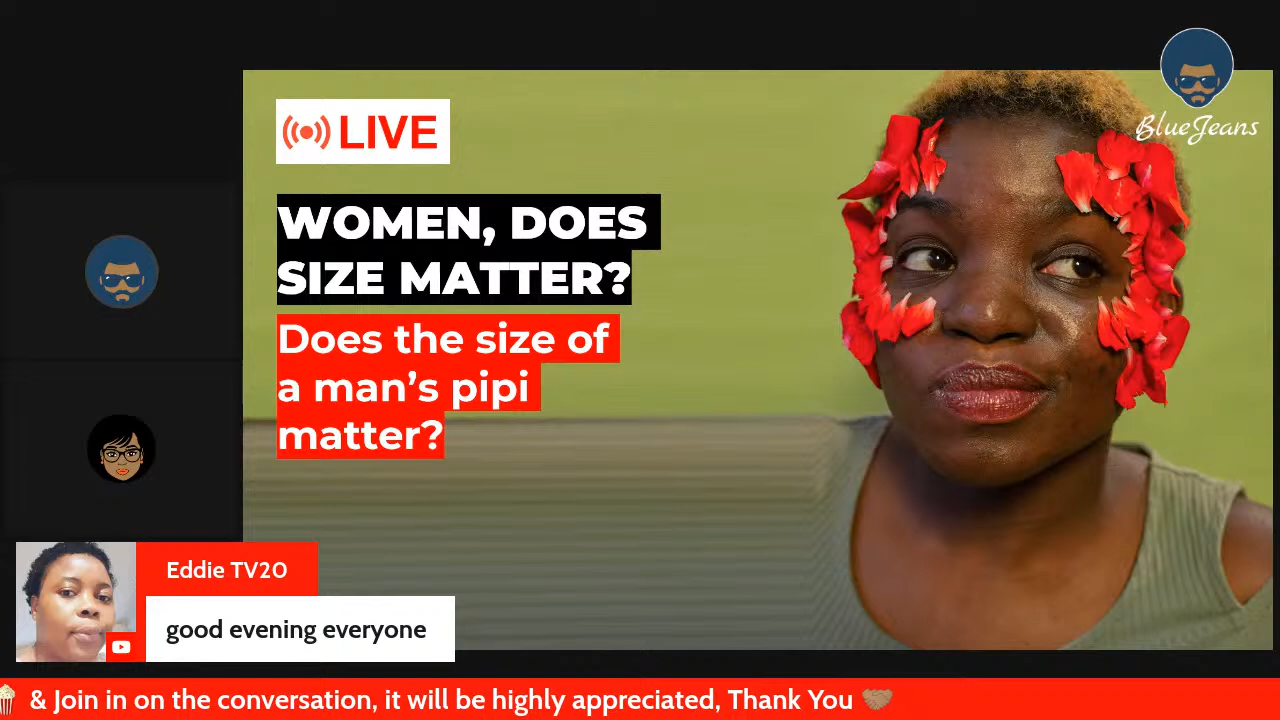 BlueJeans
LIVE
WOMEN, DOES
SIZE MATTER?
Does the size of
a man’s pipi
matter?
Eddie TV20
good evening everyone
& Join in on the conversation, it will be highly appreciated, Thank You